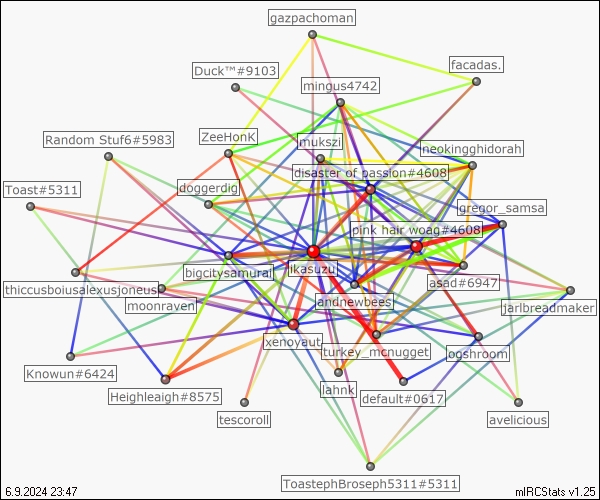 gazpachoman
facadas.
Duck™#9103
mingus4742
Random Stuf6#5983
ZeeHonK
mukszi
neokingghidorah
disaster of passion#4608
Toast#5311
doggerdig
gregor_samsa
pink hair woag#4608
bigcitysamurai
ikasuzu
asad#6947
thiccusboiusalexusjoneus
moonraven
andnewbees
jarlbreadmaker
xenoyaut
turkey_mcnugget
ogshroom
Knowun#6424
Heighleaigh#8575
lahnk
default#0617
tescoroll
avelicious
ToastephBroseph5311#5311
6.9.2024 23:47
mIRCStats v1.25